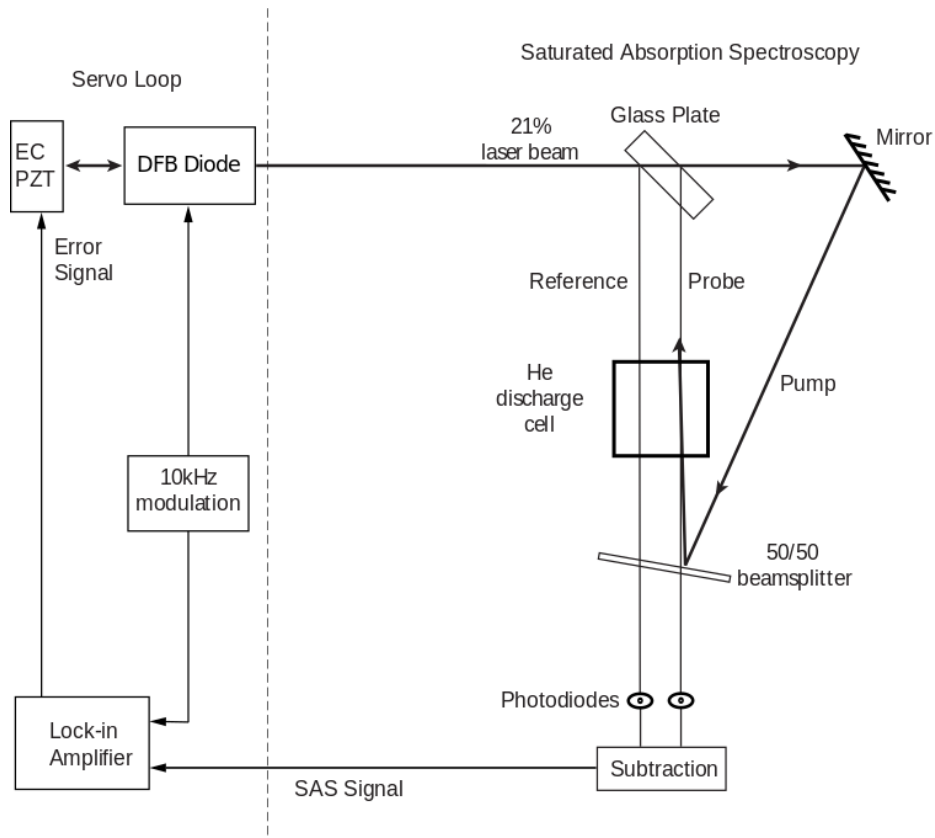 Saturated Absorption Spectroscopy
Servo Loop
Glass Plate
21%
laser beam
Mirror
EC
PZT
DFB Diode
Error
Signal
Reference
Probe
He
discharge
cell
Pump
10kHz
modulation
50/50
beamsplitter
Photodiodes
Lock-in
Amplifier
Subtraction
SAS Signal